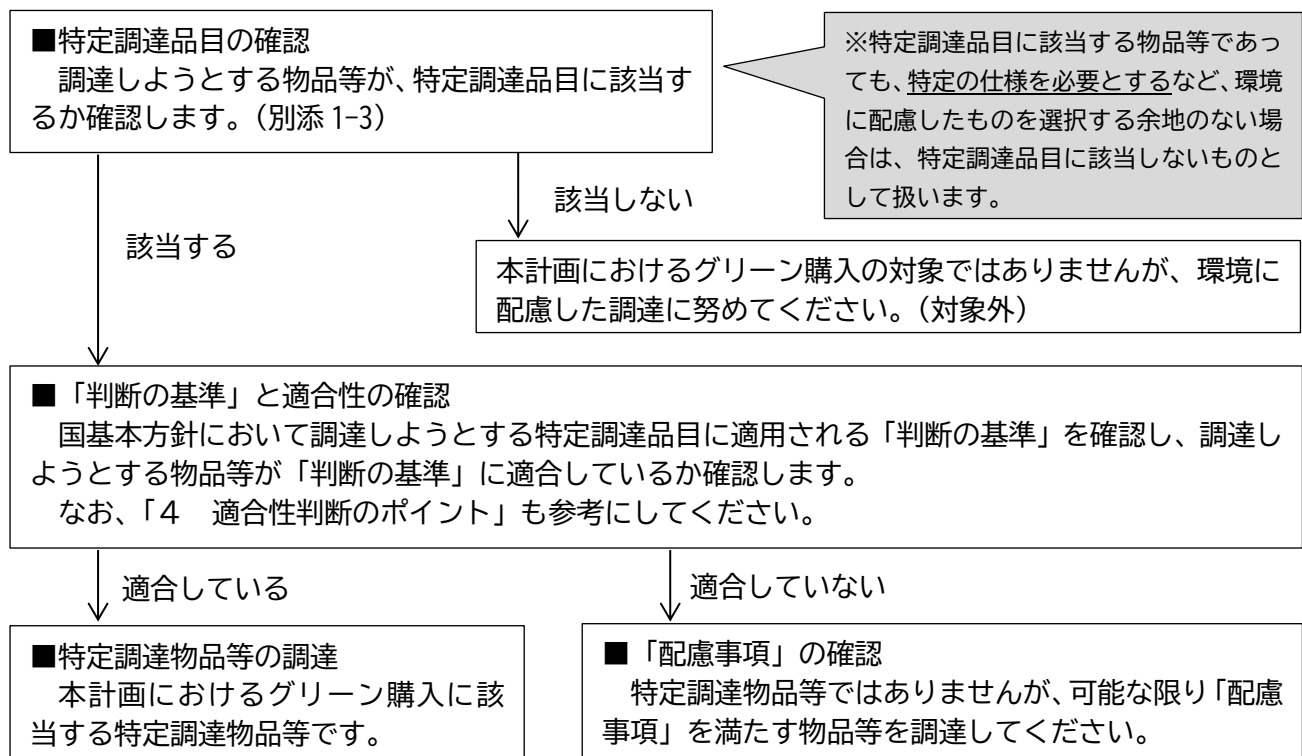 ■特定調達品目の確認
調達しようとする物品等が、特定調達品目に該当す
るか確認します。（別添 1-3）
※特定調達品目に該当する物品等であっ
ても、特定の仕様を必要とするなど、環境
に配慮したものを選択する余地のない場
合は、特定調達品目に該当しないものと
して扱います。
該当しない
該当する
本計画におけるグリーン購入の対象ではありませんが、環境に
配慮した調達に努めてください。（対象外）
■「判断の基準」と適合性の確認
国基本方針において調達しようとする特定調達品目に適用される「判断の基準」を確認し、調達し
ようとする物品等が「判断の基準」に適合しているか確認します。
なお、「４　適合性判断のポイント」も参考にしてください。
適合している
適合していない
■特定調達物品等の調達
本計画におけるグリーン購入に該
当する特定調達物品等です。
■「配慮事項」の確認
特定調達物品等ではありませんが、可能な限り「配慮
事項」を満たす物品等を調達してください。